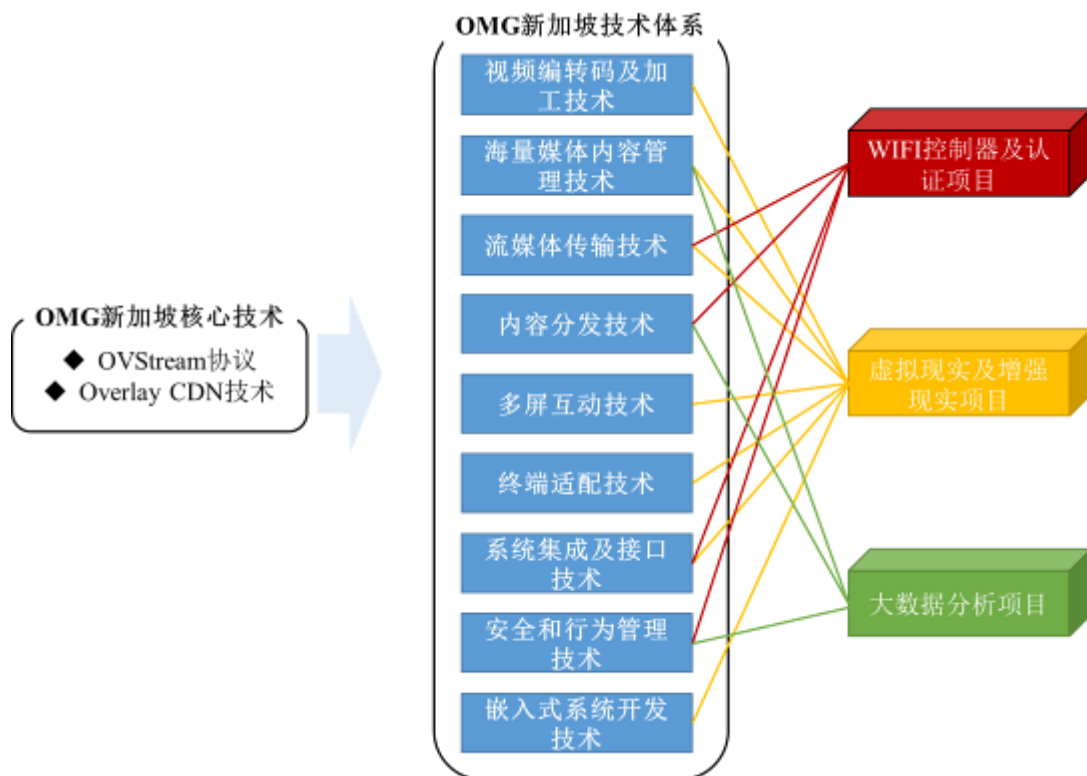 OMG新加坡技术体系
视频编转码及加
工技术
海量媒体内容管
理技术
流媒体传输技术
内容分发技术
多屏互动技术
终端适配技术
系统集成及接口
技术
安全和行为管理
技术
嵌入式系统开发
技术
OMG新加坡核心技术
◆ OVStream协议
◆ Overlay CDN技术
WIFI控制器及认
证项目
虚拟现实及增强
现实项目
大数据分析项目